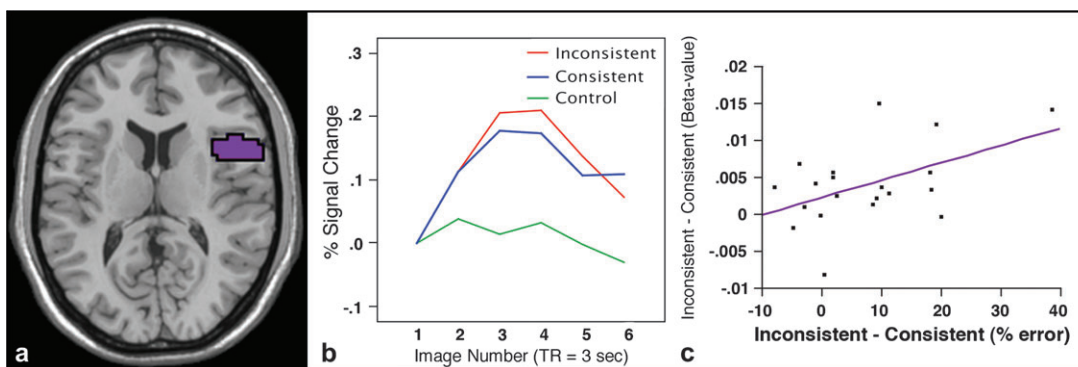 a
% Signal Change
.3
.2
.1
.0
-.1
Inconsistent
Consistent
Control
1 2 3 4 5 6
b
Image Number (TR = 3 sec)
Inconsistent - Consistent (Beta-value)
.02
.015
.01
.005
0
-.005
-.01
-10 0 10 20 30 40
Inconsistent - Consistent (% error)
c